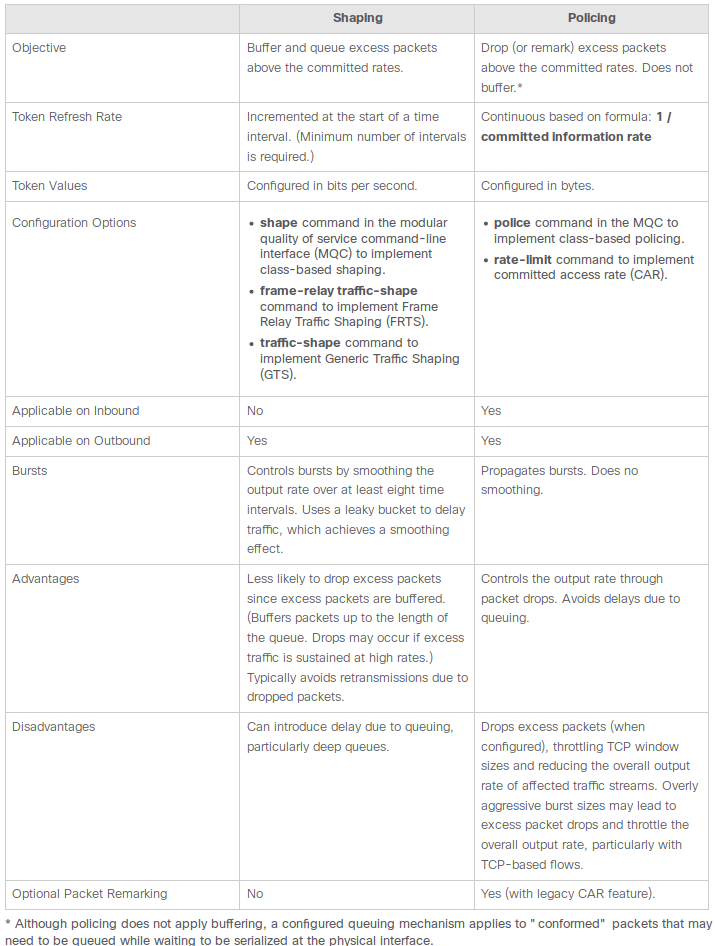 Shaping
Policing
Objective
Buffer and queue excess packets
above the committed rates.
Drop (or remark) excess packets
above the committed rates. Does not
buffer.*
Token Refresh Rate
Incremented at the start of a time
interval. (Minimum number of intervals
is required.)
Continuous based on formula: 1 /
committed information rate
Token Values
Configured in bits per second.
Configured in bytes.
Configuration Options
• shape command in the modular
quality of service command-line
interface (MQC) to implement
class-based shaping.
• frame-relay traffic-shape
command to implement Frame
Relay Traffic Shaping (FRTS).
• traffic-shape command to
implement Generic Traffic Shaping
(GTS).
• police command in the MQC to
implement class-based policing.
• rate-limit command to implement
committed access rate (CAR).
Applicable on Inbound
No
Yes
Applicable on Outbound
Yes
Yes
Bursts
Controls bursts by smoothing the
output rate over at least eight time
intervals. Uses a leaky bucket to delay
traffic, which achieves a smoothing
effect.
Propagates bursts. Does no
smoothing.
Advantages
Less likely to drop excess packets
since excess packets are buffered.
(Buffers packets up to the length of
the queue. Drops may occur if excess
traffic is sustained at high rates.)
Typically avoids retransmissions due to
dropped packets.
Controls the output rate through
packet drops. Avoids delays due to
queuing.
Disadvantages
Can introduce delay due to queuing,
particularly deep queues.
Drops excess packets (when
configured), throttling TCP window
sizes and reducing the overall output
rate of affected traffic streams. Overly
aggressive burst sizes may lead to
excess packet drops and throttle the
overall output rate, particularly with
TCP-based flows.
Optional Packet Remarking
No
Yes (with legacy CAR feature).
* Although policing does not apply buffering, a configured queuing mechanism applies to "conformed" packets that may
need to be queued while waiting to be serialized at the physical interface.